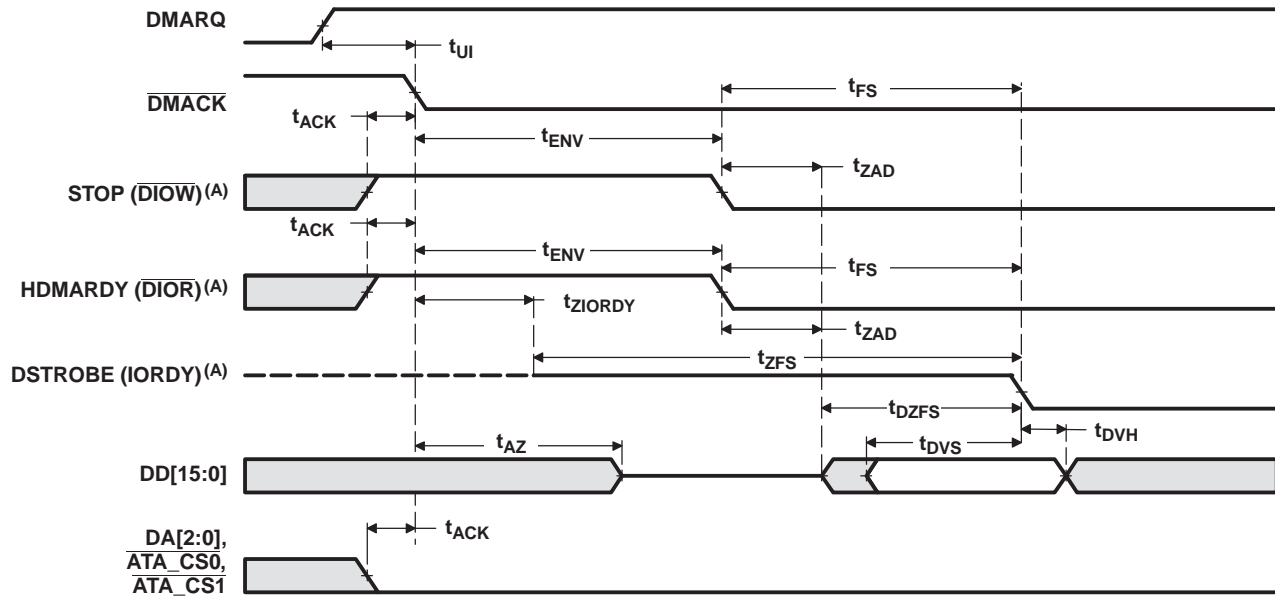 DMARQ
tUI
DMACK
tFS
tACK
tENV
tZAD
STOP (DIOW)(A)
tACK
tENV
tFS
HDMARDY (DIOR)(A)
tZIORDY
tZAD
tZFS
DSTROBE (IORDY)(A)
tDZFS
tDVH
tAZ
tDVS
DD[15:0]
tACK
DA[2:0],
ATA_CS0,
ATA_CS1